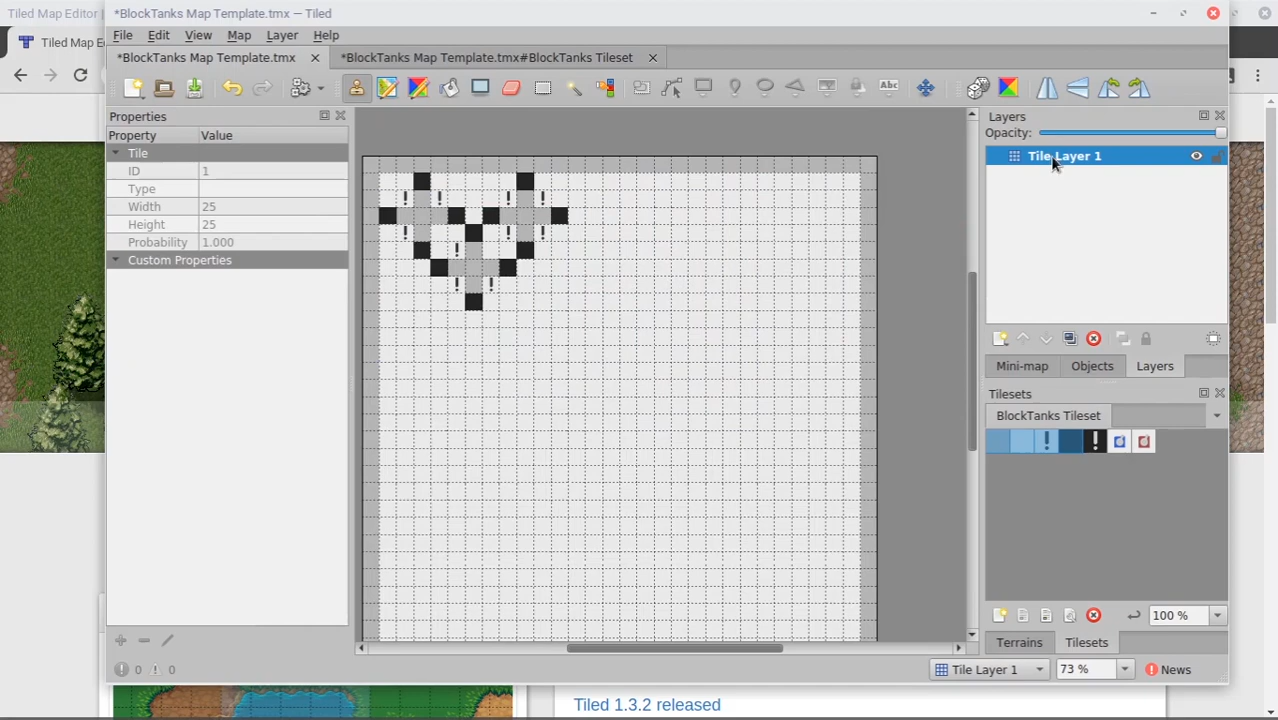 Tiled Map Editor |
*BlockTanks Map Template.tmx — Tiled
Tiled Map E
File Edit View Map Layer Help
*BlockTanks Map Template.tmx
*BlockTanks Map Template.tmx#BlockTanks Tileset
Abc
Properties
Property Value
Tile
ID 1
Type
Width 25
Height 25
Probability 1.000
Custom Properties
0 0
! ! ! !
! ! ! !
!
! !
Layers
Opacity:
Tile Layer 1
Mini-map Objects Layers
Tilesets
BlockTanks Tileset
! !
100 %
Terrains Tilesets
Tile Layer 1 73 % News
Tiled 1.3.2 released